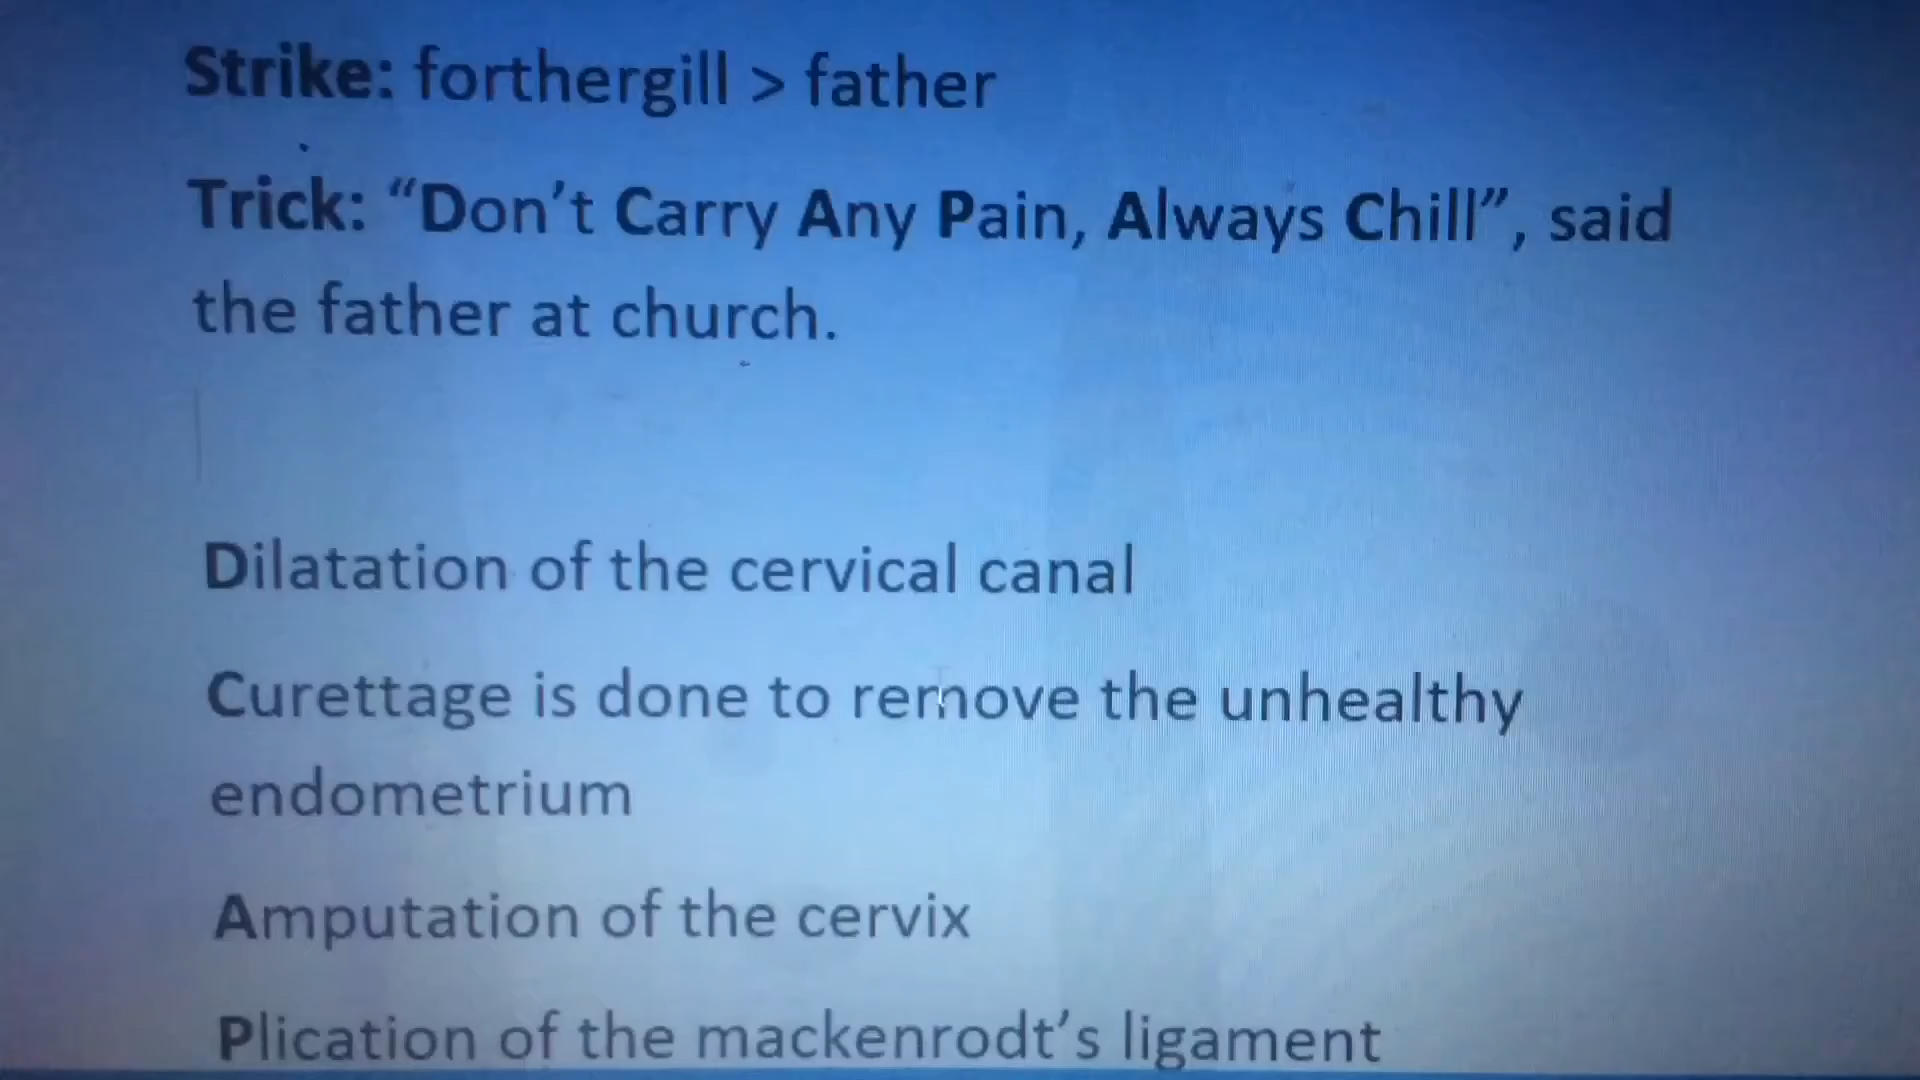 Strike: forthergill > father
Trick: “Don’t Carry Any Pain, Always Chill”, said
the father at church.
Dilatation of the cervical canal
Curettage is done to remove the unhealthy
endometrium
Amputation of the cervix
Plication of the mackenrodt’s ligament